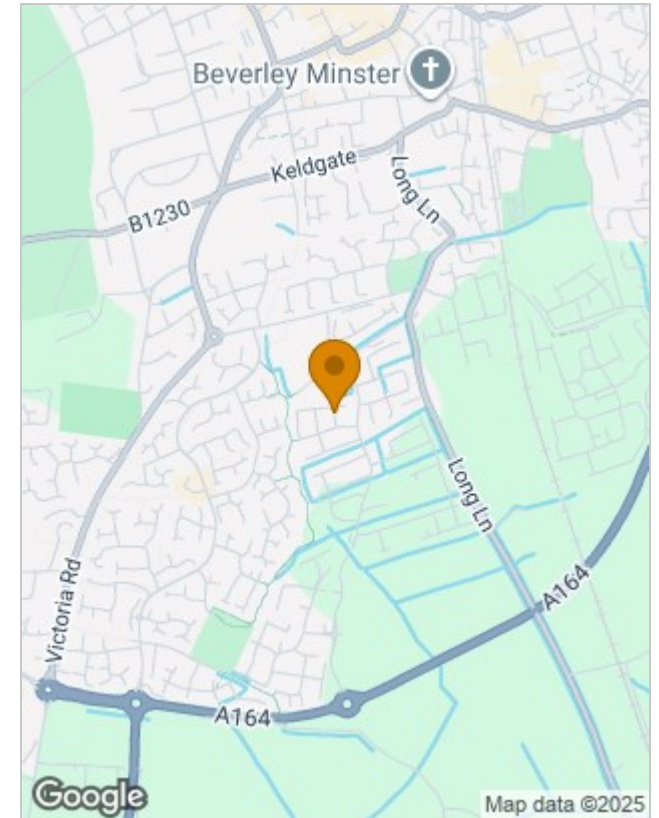 Beverley Minster
Keldgate
Long Ln
B1230
Long Ln
Victoria Rd
A164
A164
Google
Map data ©2025